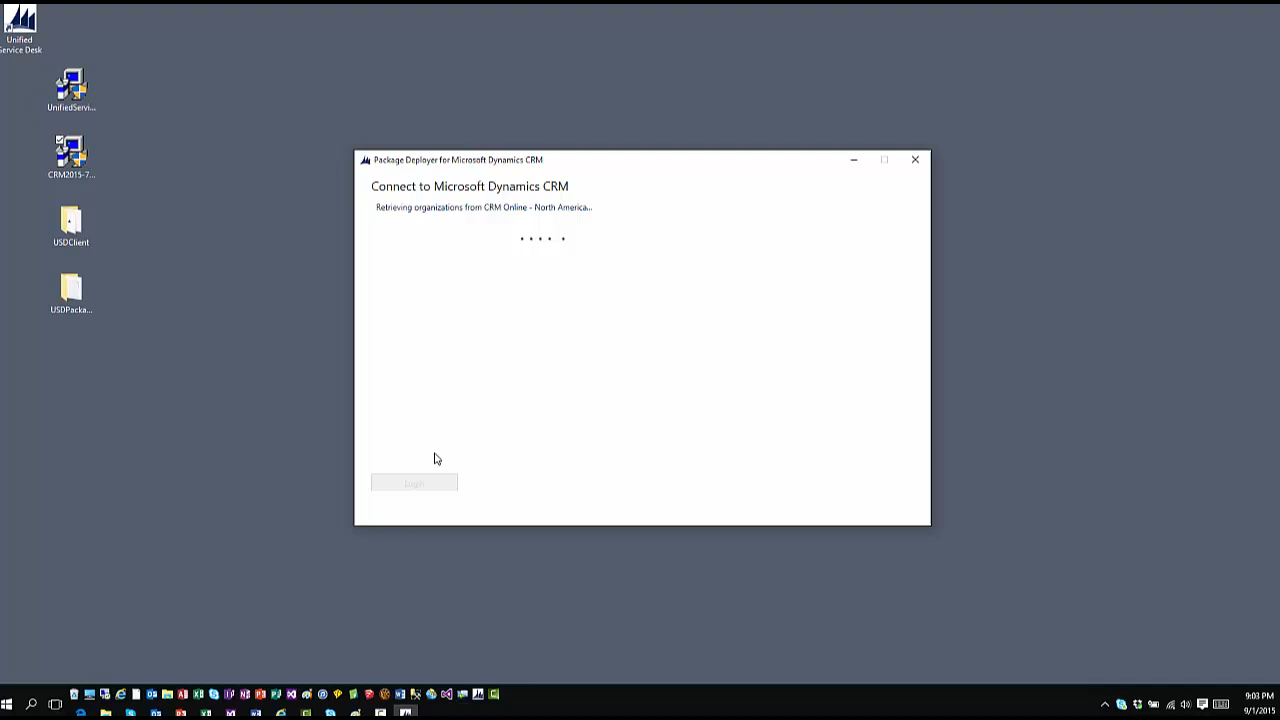 Unified
Service Desk
UnifiedServi...
CRM2015-7...
USDClient
USDPacka...
Package Deployer for Microsoft Dynamics CRM
Connect to Microsoft Dynamics CRM
Retrieving organizations from CRM Online - North America...
Login
9:03 PM
9/1/2015